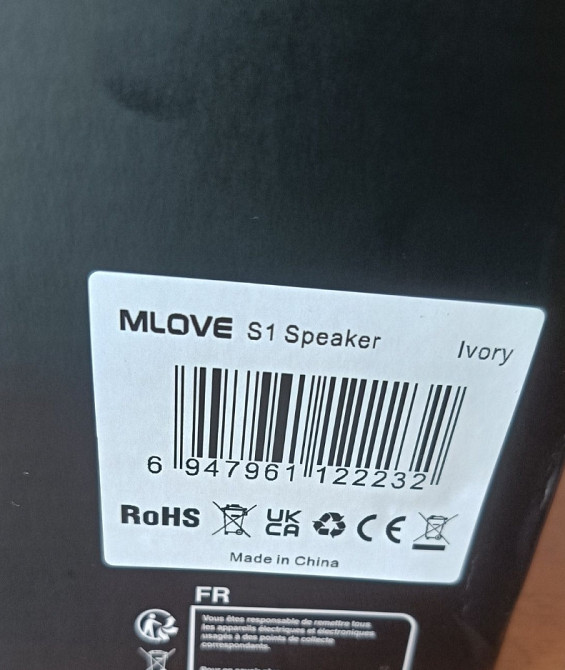 MLOVE S1 Speaker Ivory
6 947961 122232
RoHS UK CA CE
Made in China
FR
Vous êtes responsable de remettre tous
les appareils électriques et électroniques
usagés à des points de collecte
correspondants.